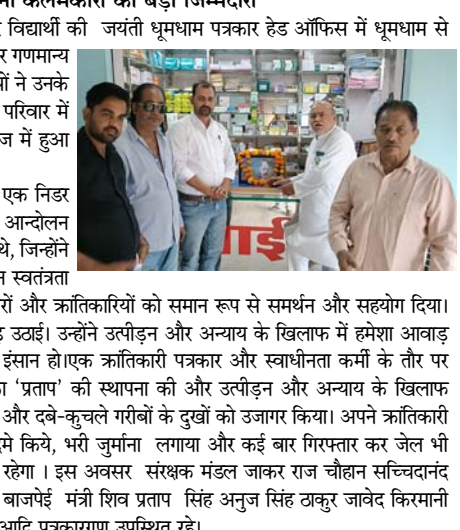 कलमकारों की बड़ी जिम्मेदारी
विद्यार्थी की जयंती धूमधाम पत्रकार हेड ऑफिस में धूमधाम से
र गणमान्य
ों ने उनके
परिवार में
ज में हुआ
एक निडर
आन्दोलन
थे, जिन्होंने
न स्वतंत्रता
ाई
रों और क्रांतिकारियों को समान रूप से समर्थन और सहयोग दिया।
उठाई। उन्होंने उत्पीड़न और अन्याय के खिलाफ में हमेशा आवाड़
इंसान हो।एक क्रांतिकारी पत्रकार और स्वाधीनता कर्मी के तौर पर
'प्रताप' की स्थापना की और उत्पीड़न और अन्याय के खिलाफ
और दबे-कुचले गरीबों के दुखों को उजागर किया। अपने क्रांतिकारी
दमे किये, भरी जुर्माना लगाया और कई बार गिरफ्तार कर जेल भी
रहेगा । इस अवसर संरक्षक मंडल जाकर राज चौहान सच्चिदानंद
बाजपेई मंत्री शिव प्रताप सिंह अनुज सिंह ठाकुर जावेद किरमानी
आदि पत्रकारगण उपस्थित रहे।